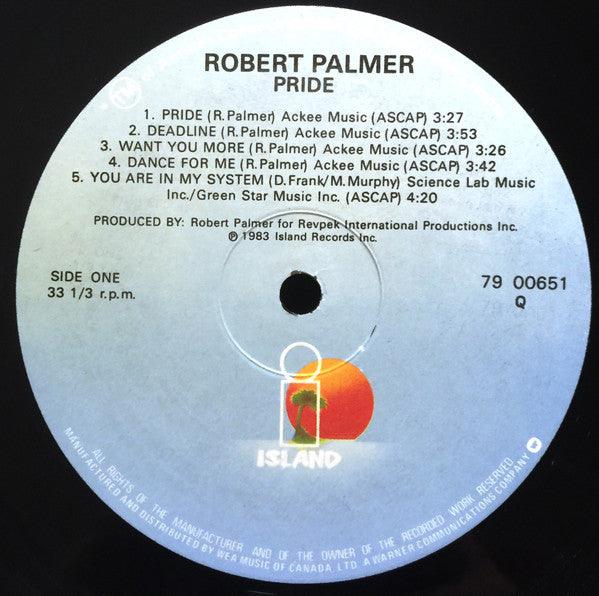 ROBERT PALMER
PRIDE
1. PRIDE (R. Palmer) Ackee Music (ASCAP) 3:27
2. DEADLINE (R. Palmer) Ackee Music (ASCAP) 3:53
3. WANT YOU MORE (R. Palmer) Ackee Music (ASCAP) 3:26
4. DANCE FOR ME (R. Palmer) Ackee Music (ASCAP) 3:42
5. YOU ARE IN MY SYSTEM (D. Frank/M. Murphy) Science Lab Music
Inc./Green Star Music Inc. (ASCAP) 4:20
PRODUCED BY: Robert Palmer for Revpek International Productions Inc.
℗ 1983 Island Records Inc.
SIDE ONE
33 1/3 r.p.m.
79 00651
Q
ISLAND
ALL RIGHTS OF THE MANUFACTURER AND OF THE OWNER OF THE RECORDED WORK RESERVED
MANUFACTURED AND DISTRIBUTED BY WEA MUSIC OF CANADA, LTD. A WARNER COMMUNICATIONS COMPANY